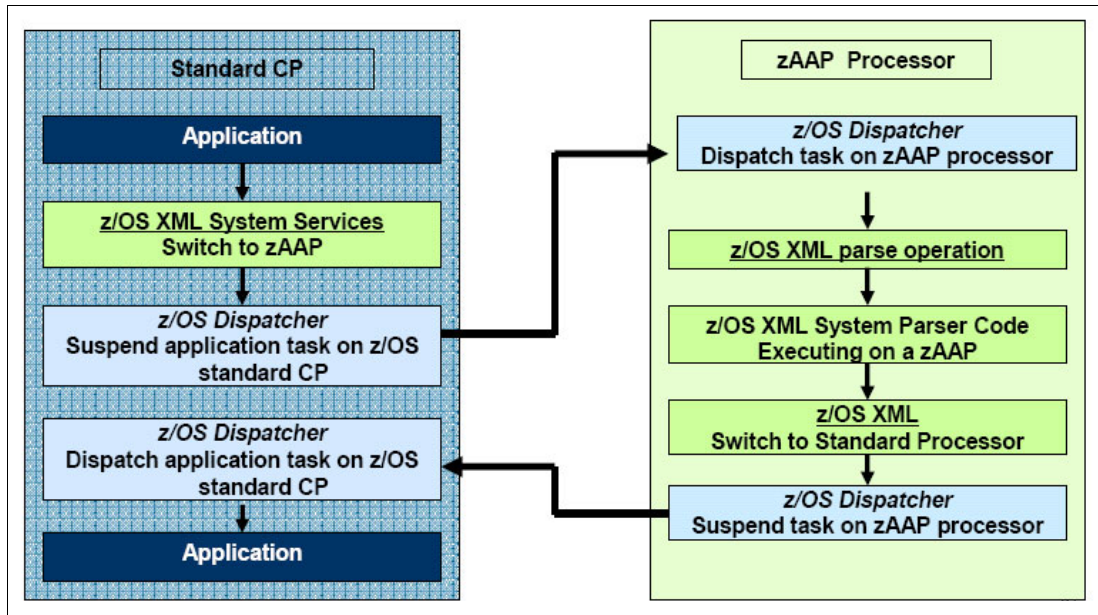 Standard CP
Application
z/OS XML System Services
Switch to zAAP
z/OS Dispatcher
Suspend application task on z/OS
standard CP
z/OS Dispatcher
Dispatch application task on z/OS
standard CP
Application
zAAP Processor
z/OS Dispatcher
Dispatch task on zAAP processor
z/OS XML parse operation
z/OS XML System Parser Code
Executing on a zAAP
z/OS XML
Switch to Standard Processor
z/OS Dispatcher
Suspend task on zAAP processor